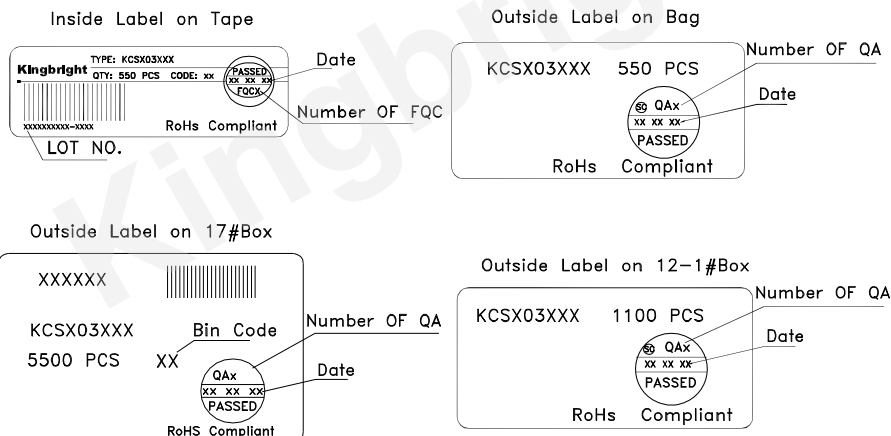 Inside Label on Tape
Kingbright
TYPE: KCSX03XXX
QTY: 550 PCS CODE: xx
PASSED
xx xx xx
FQCX
Date
Number OF FQC
XXXXXXXXXX-XXXX
RoHs Compliant
LOT NO.
Outside Label on Bag
KCSX03XXX 550 PCS
SC QAx
xx xx xx
PASSED
Number OF QA
Date
RoHs Compliant
Outside Label on 17#Box
XXXXXX
KCSX03XXX Bin Code
5500 PCS XX
QAx
xx xx xx
PASSED
Number OF QA
Date
RoHS Compliant
Outside Label on 12-1#Box
KCSX03XXX 1100 PCS
SC QAx
xx xx xx
PASSED
Number OF QA
Date
RoHs Compliant
Kingbright